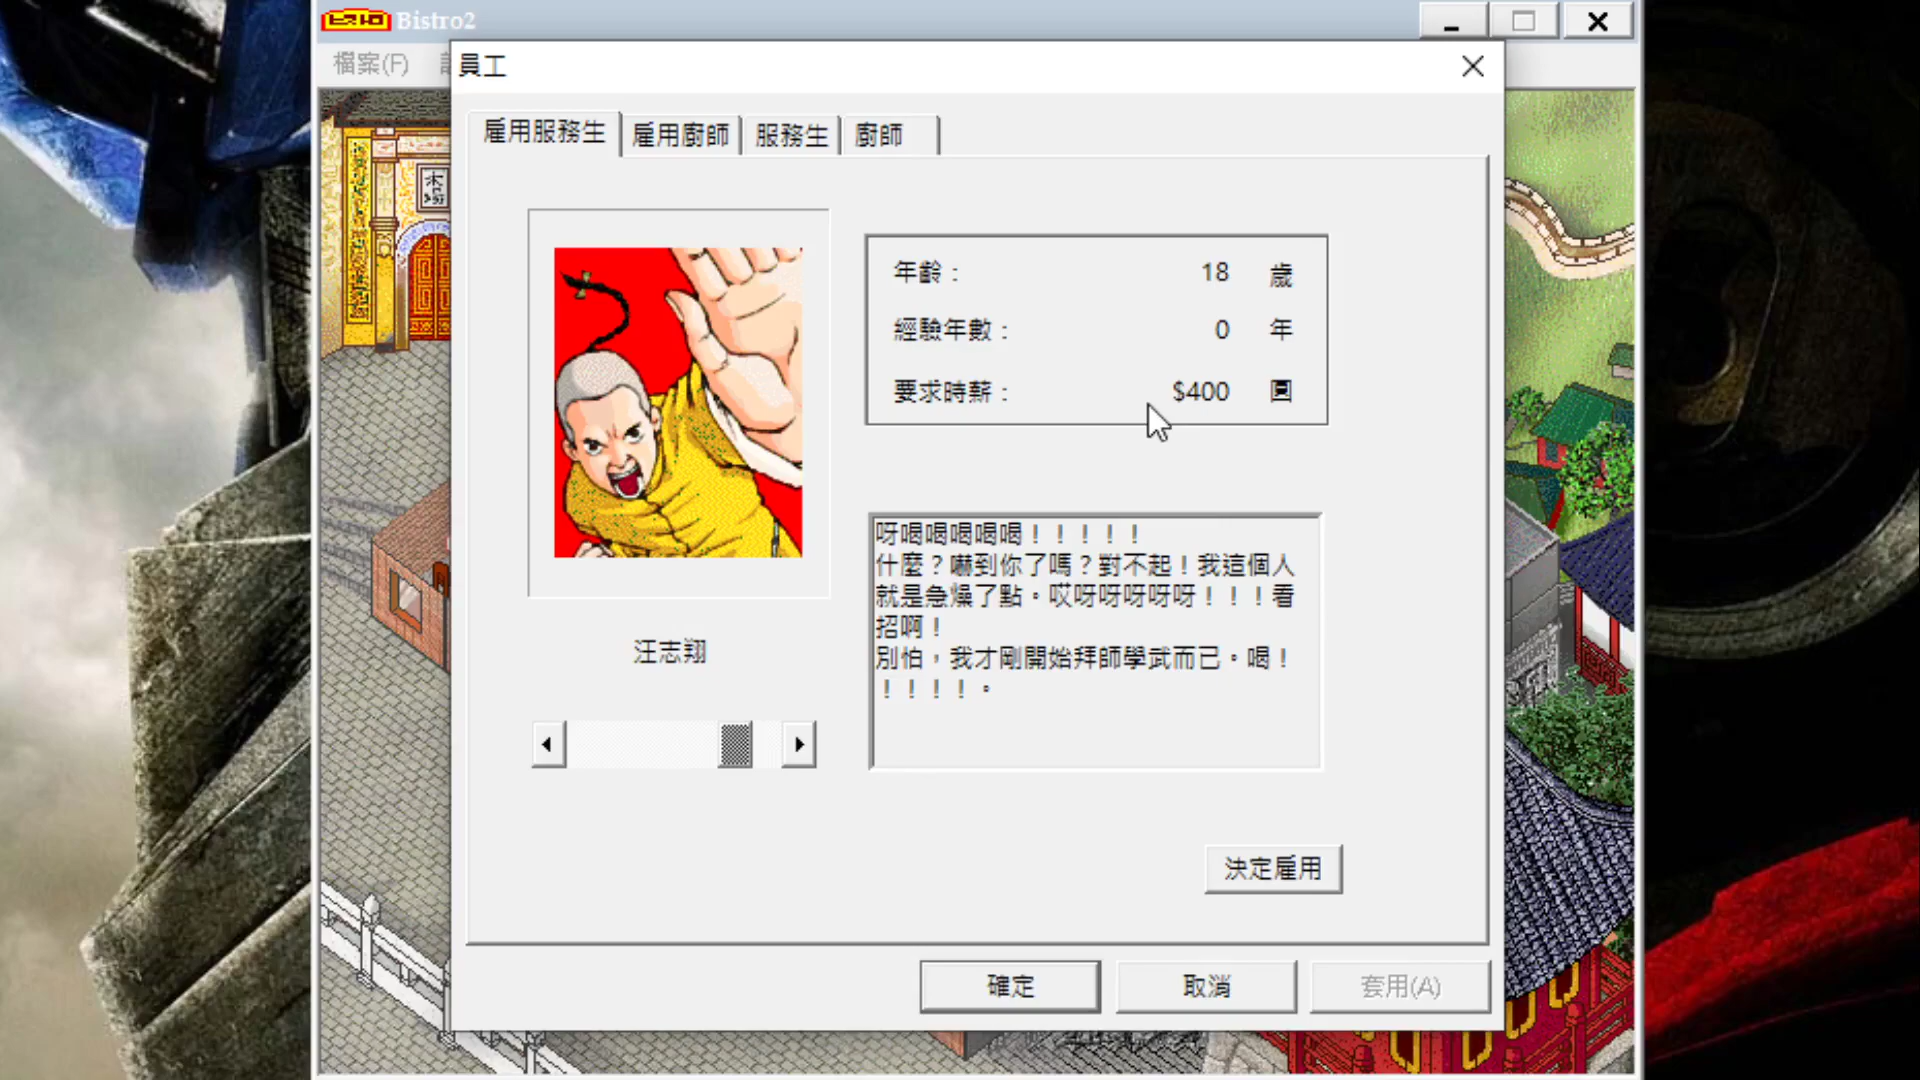 Bistro2
檔案(F)
員工
雇用服務生
雇用廚師
服務生
廚師
年齡：
18
歲
經驗年數：
0
年
要求時薪：
$400
圓
呀喝喝喝喝喝！！！！！
什麼？嚇到你了嗎？對不起！我這個人
就是急燥了點。哎呀呀呀呀呀！！！看
招啊！
別怕，我才剛開始拜師學武而已。喝！
！！！！。
汪志翔
決定雇用
確定
取消
套用(A)